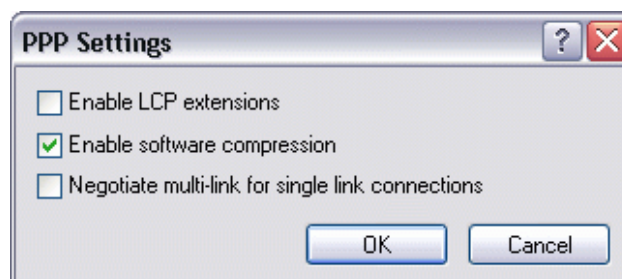 PPP Settings
?
Enable LCP extensions
Enable software compression
Negotiate multi-link for single link connections
OK Cancel